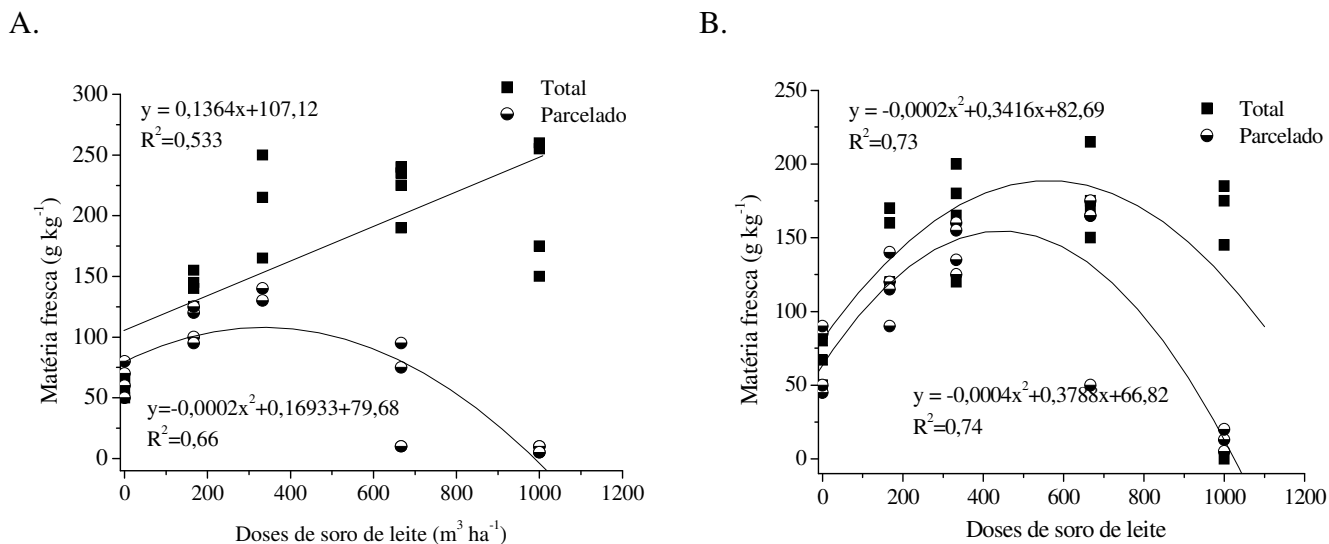 A.
Total
Parcelado
y = 0,1364x+107,12
R²=0,533
y=-0,0002x²+0,16933+79,68
R²=0,66
Matéria fresca (g kg⁻¹)
300
250
200
150
100
50
0
0 200 400 600 800 1000 1200
Doses de soro de leite (m³ ha⁻¹)
B.
Total
Parcelado
y = -0,0002x²+0,3416x+82,69
R²=0,73
y = -0,0004x²+0,3788x+66,82
R²=0,74
Matéria fresca (g kg⁻¹)
250
200
150
100
50
0
0 200 400 600 800 1000 1200
Doses de soro de leite